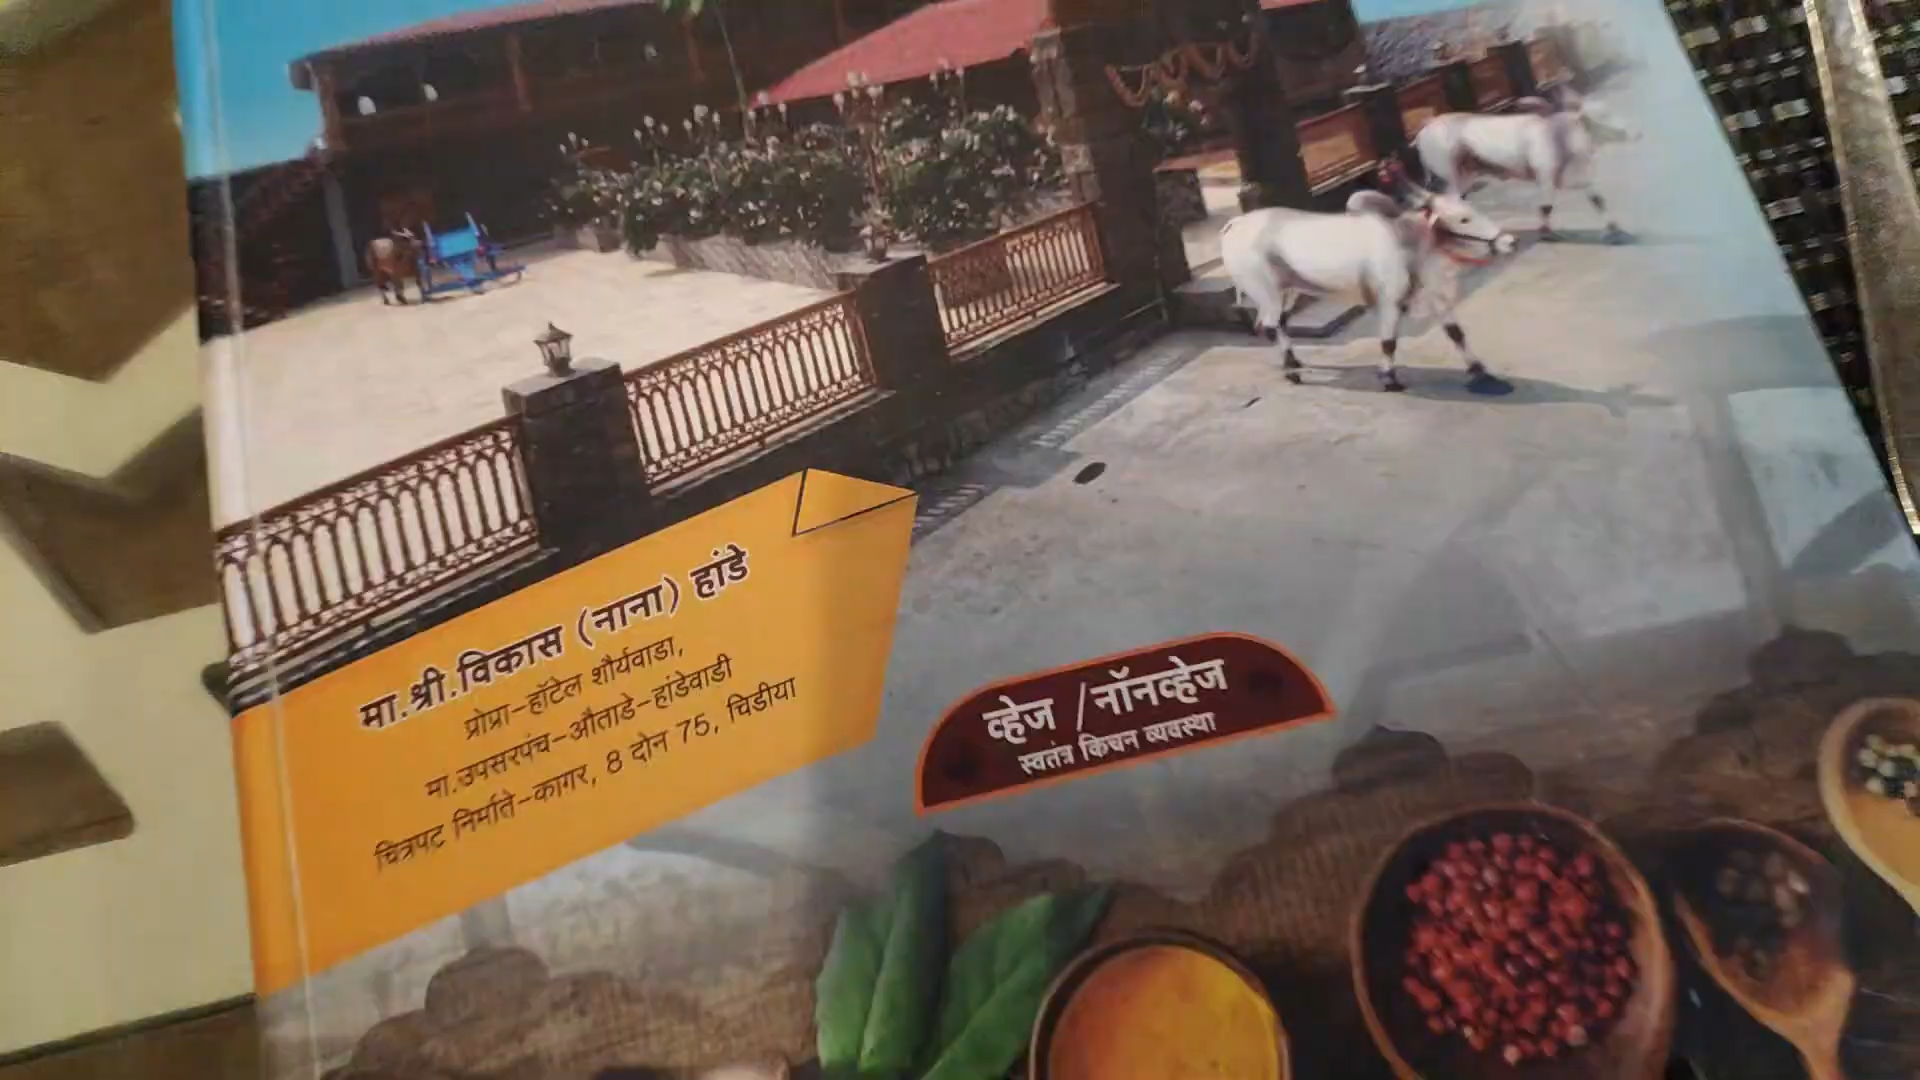 मा.श्री.विकास (नाना) हांडे
प्रोप्रा-हॉटेल शौर्यवाडा,
मा.उपसरपंच-औताडे-हांडेवाडी
चित्रपट निर्माते-कागर, 8 दोन 75, चिडीया
व्हेज /नॉनव्हेज
स्वतंत्र किचन व्यवस्था